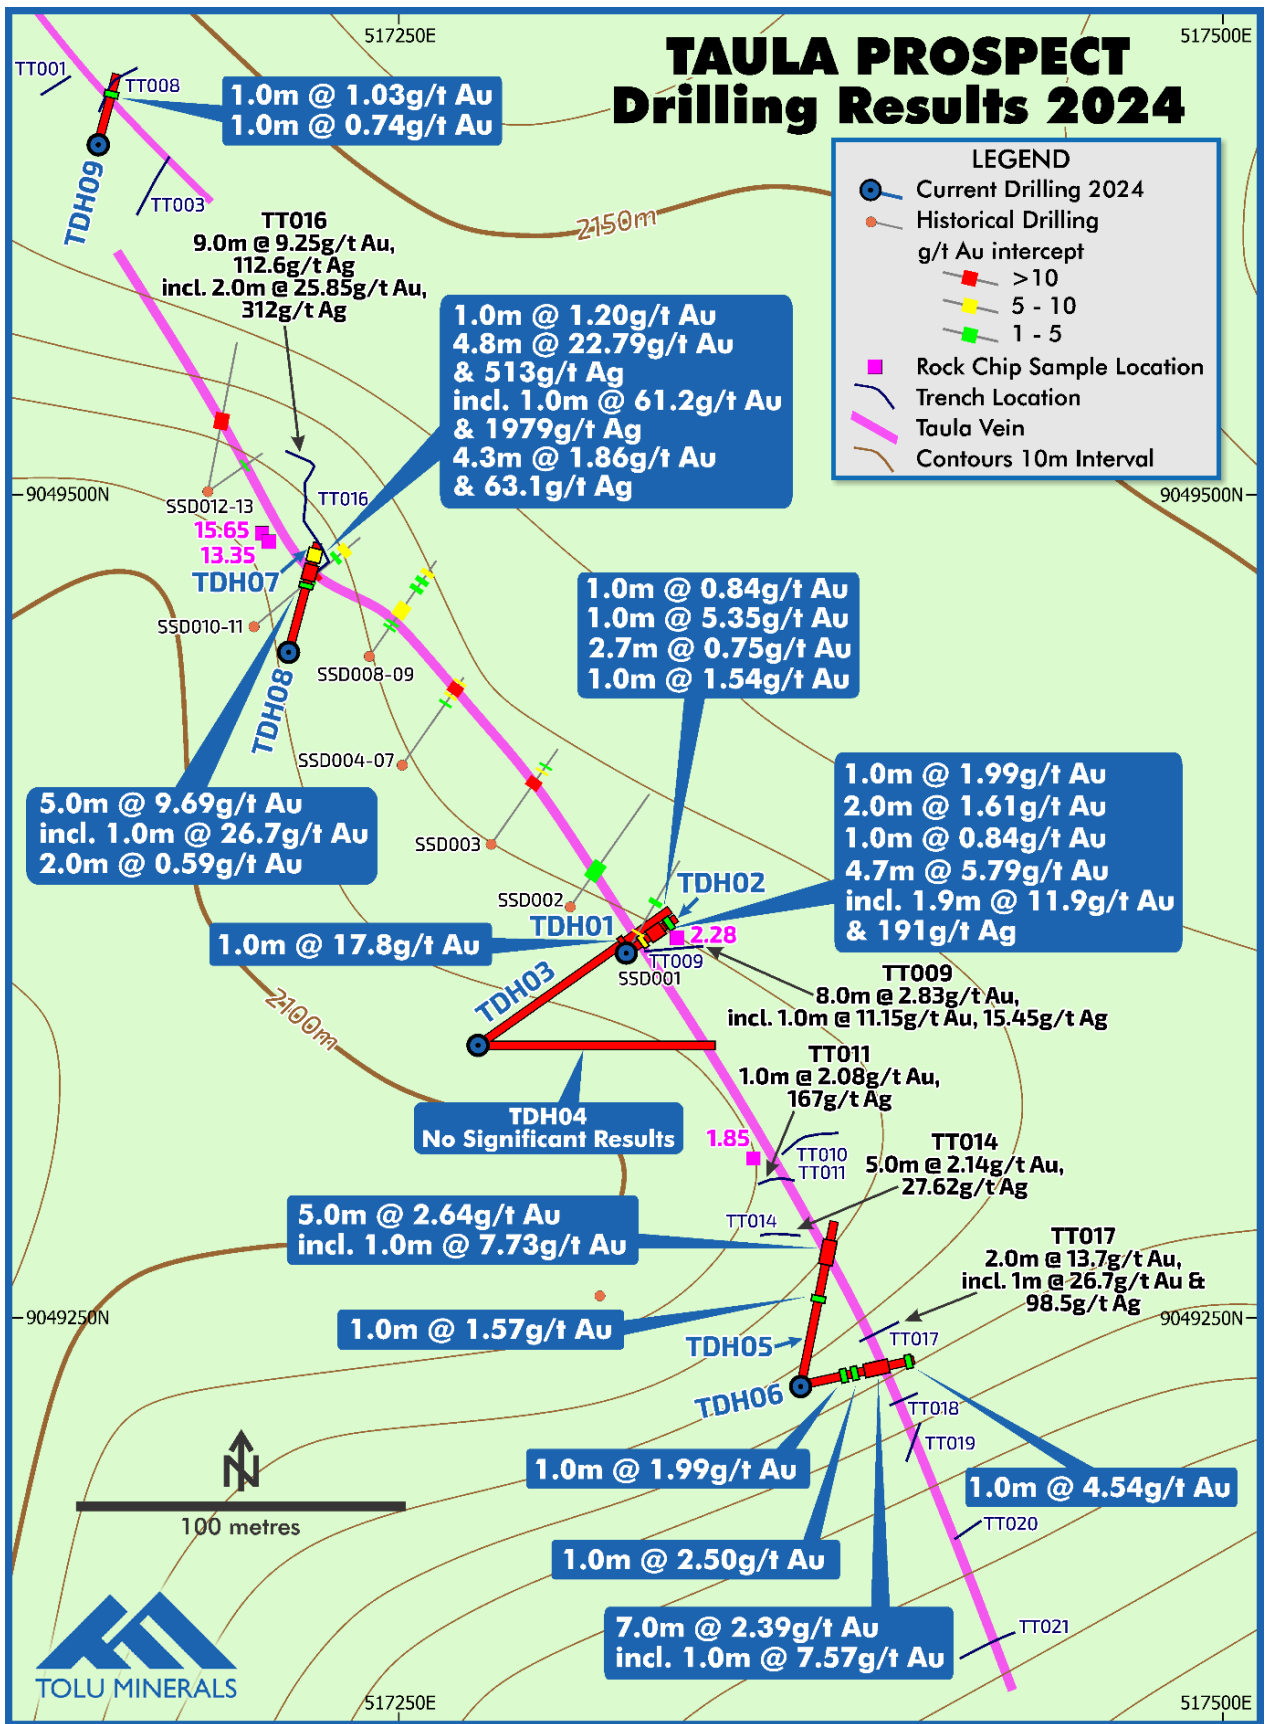 517250E
517500E
TAULA PROSPECT
Drilling Results 2024
TT001
TT008
1.0m @ 1.03g/t Au
1.0m @ 0.74g/t Au
TDH09
TT003
2150m
LEGEND
Current Drilling 2024
Historical Drilling
g/t Au intercept
>10
5 - 10
1 - 5
Rock Chip Sample Location
Trench Location
Taula Vein
Contours 10m Interval
TT016
9.0m @ 9.25g/t Au,
112.6g/t Ag
incl. 2.0m @ 25.85g/t Au,
312g/t Ag
1.0m @ 1.20g/t Au
4.8m @ 22.79g/t Au
& 513g/t Ag
incl. 1.0m @ 61.2g/t Au
& 1979g/t Ag
4.3m @ 1.86g/t Au
& 63.1g/t Ag
9049500N
9049500N
SSD012-13
TT016
15.65
13.35
TDH07
SSD010-11
SSD008-09
TDH08
1.0m @ 0.84g/t Au
1.0m @ 5.35g/t Au
2.7m @ 0.75g/t Au
1.0m @ 1.54g/t Au
SSD004-07
5.0m @ 9.69g/t Au
incl. 1.0m @ 26.7g/t Au
2.0m @ 0.59g/t Au
SSD003
1.0m @ 1.99g/t Au
2.0m @ 1.61g/t Au
1.0m @ 0.84g/t Au
4.7m @ 5.79g/t Au
incl. 1.9m @ 11.9g/t Au
& 191g/t Ag
SSD002
TDH02
TDH01
2.28
1.0m @ 17.8g/t Au
TT009
SSD001
TDH03
2100m
TT009
8.0m @ 2.83g/t Au,
incl. 1.0m @ 11.15g/t Au, 15.45g/t Ag
TT011
1.0m @ 2.08g/t Au,
167g/t Ag
TDH04
No Significant Results
1.85
TT010
TT011
TT014
5.0m @ 2.14g/t Au,
27.62g/t Ag
5.0m @ 2.64g/t Au
incl. 1.0m @ 7.73g/t Au
TT014
TT017
2.0m @ 13.7g/t Au,
incl. 1m @ 26.7g/t Au &
98.5g/t Ag
9049250N
9049250N
1.0m @ 1.57g/t Au
TDH05
TT017
TDH06
TT018
TT019
1.0m @ 1.99g/t Au
1.0m @ 4.54g/t Au
N
100 metres
TT020
1.0m @ 2.50g/t Au
7.0m @ 2.39g/t Au
incl. 1.0m @ 7.57g/t Au
TT021
TOLU MINERALS
517250E
517500E